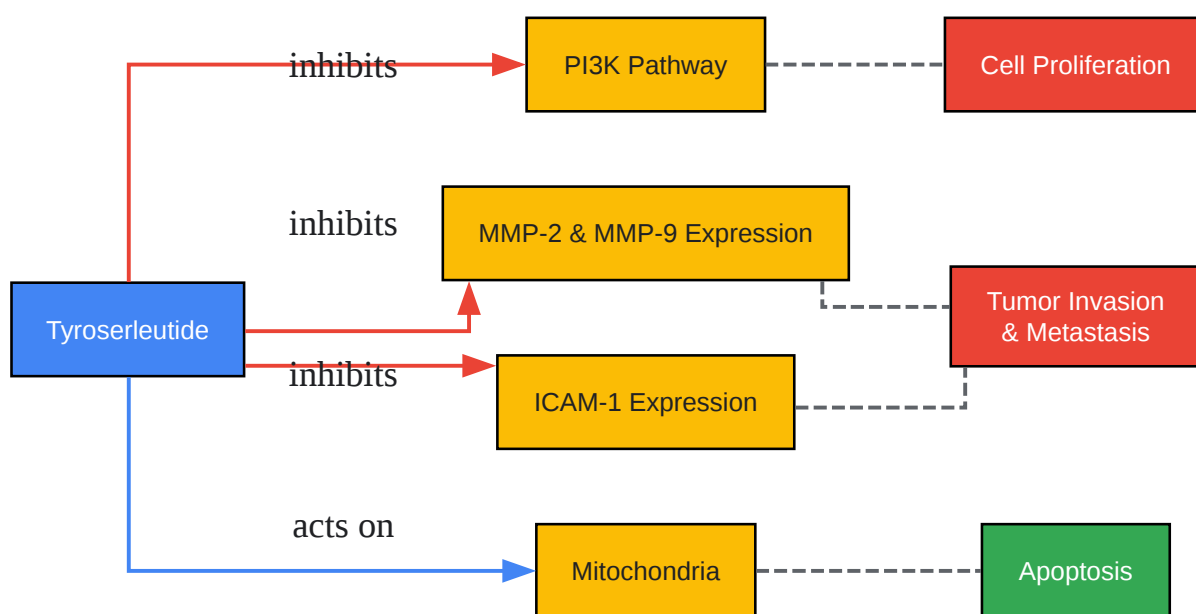 inhibits
PI3K Pathway
Cell Proliferation
inhibits
MMP-2 & MMP-9 Expression
Tyroserleutide
Tumor Invasion
& Metastasis
inhibits
ICAM-1 Expression
acts on
Mitochondria
Apoptosis